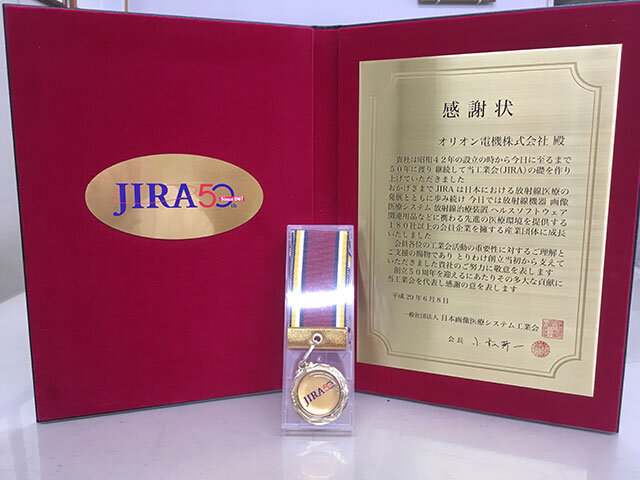 JIRA50th
Since 1967
感謝状
オリオン電機株式会社 殿
貴社は昭和42年の設立の時から今日に至るまで
50年に渡り 継続して当工業会(JIRA)の礎を作り
上げていただきました
おかげさまで JIRA は日本における放射線医療の
発展とともに歩み続け 今日では放射線機器 画像
医療システム 放射線治療装置 ヘルスソフトウェア
関連用品などに携わる先進の医療環境を提供する
180社以上の会員企業を擁する産業団体に成長
いたしました
会員各位の工業会活動の重要性に対するご理解と
ご支援の賜物であり とりわけ創立当初から支えて
いただきました貴社のご努力に敬意を表します
創立50周年を迎えるにあたりその多大な貢献に
当工業会を代表し感謝の意を表します
平成29年6月8日
一般社団法人 日本画像医療システム工業会
会長 小松研一
JIRA50